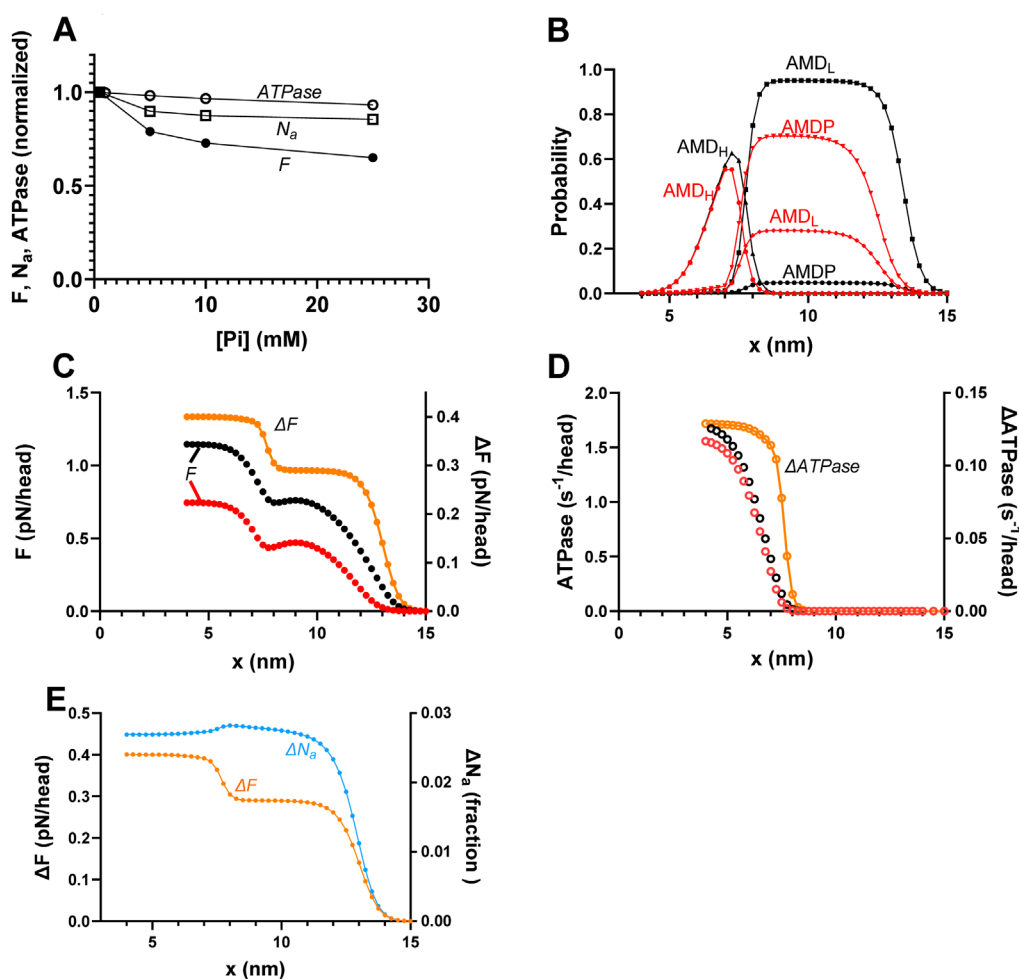 A
F, Nₐ, ATPase (normalized)
1.0
0.5
0.0
ATPase
Nₐ
F
0
10
20
30
[Pi] (mM)
B
Probability
1.0
0.8
0.6
0.4
0.2
0.0
AMD_L
AMDP
AMD_H
AMD_H
AMD_L
AMDP
5
10
15
x (nm)
C
F (pN/head)
1.5
1.0
0.5
0.0
ΔF
F
0.4
0.3
0.2
0.1
0.0
ΔF (pN/head)
0
5
10
15
x (nm)
D
ATPase (s⁻¹/head)
2.0
1.5
1.0
0.5
0.0
ΔATPase
0.15
0.10
0.05
0.00
ΔATPase (s⁻¹/head)
0
5
10
15
x (nm)
E
ΔF (pN/head)
0.5
0.4
0.3
0.2
0.1
0.0
ΔNₐ
ΔF
0.03
0.02
0.01
0.00
ΔNₐ (fraction )
5
10
15
x (nm)